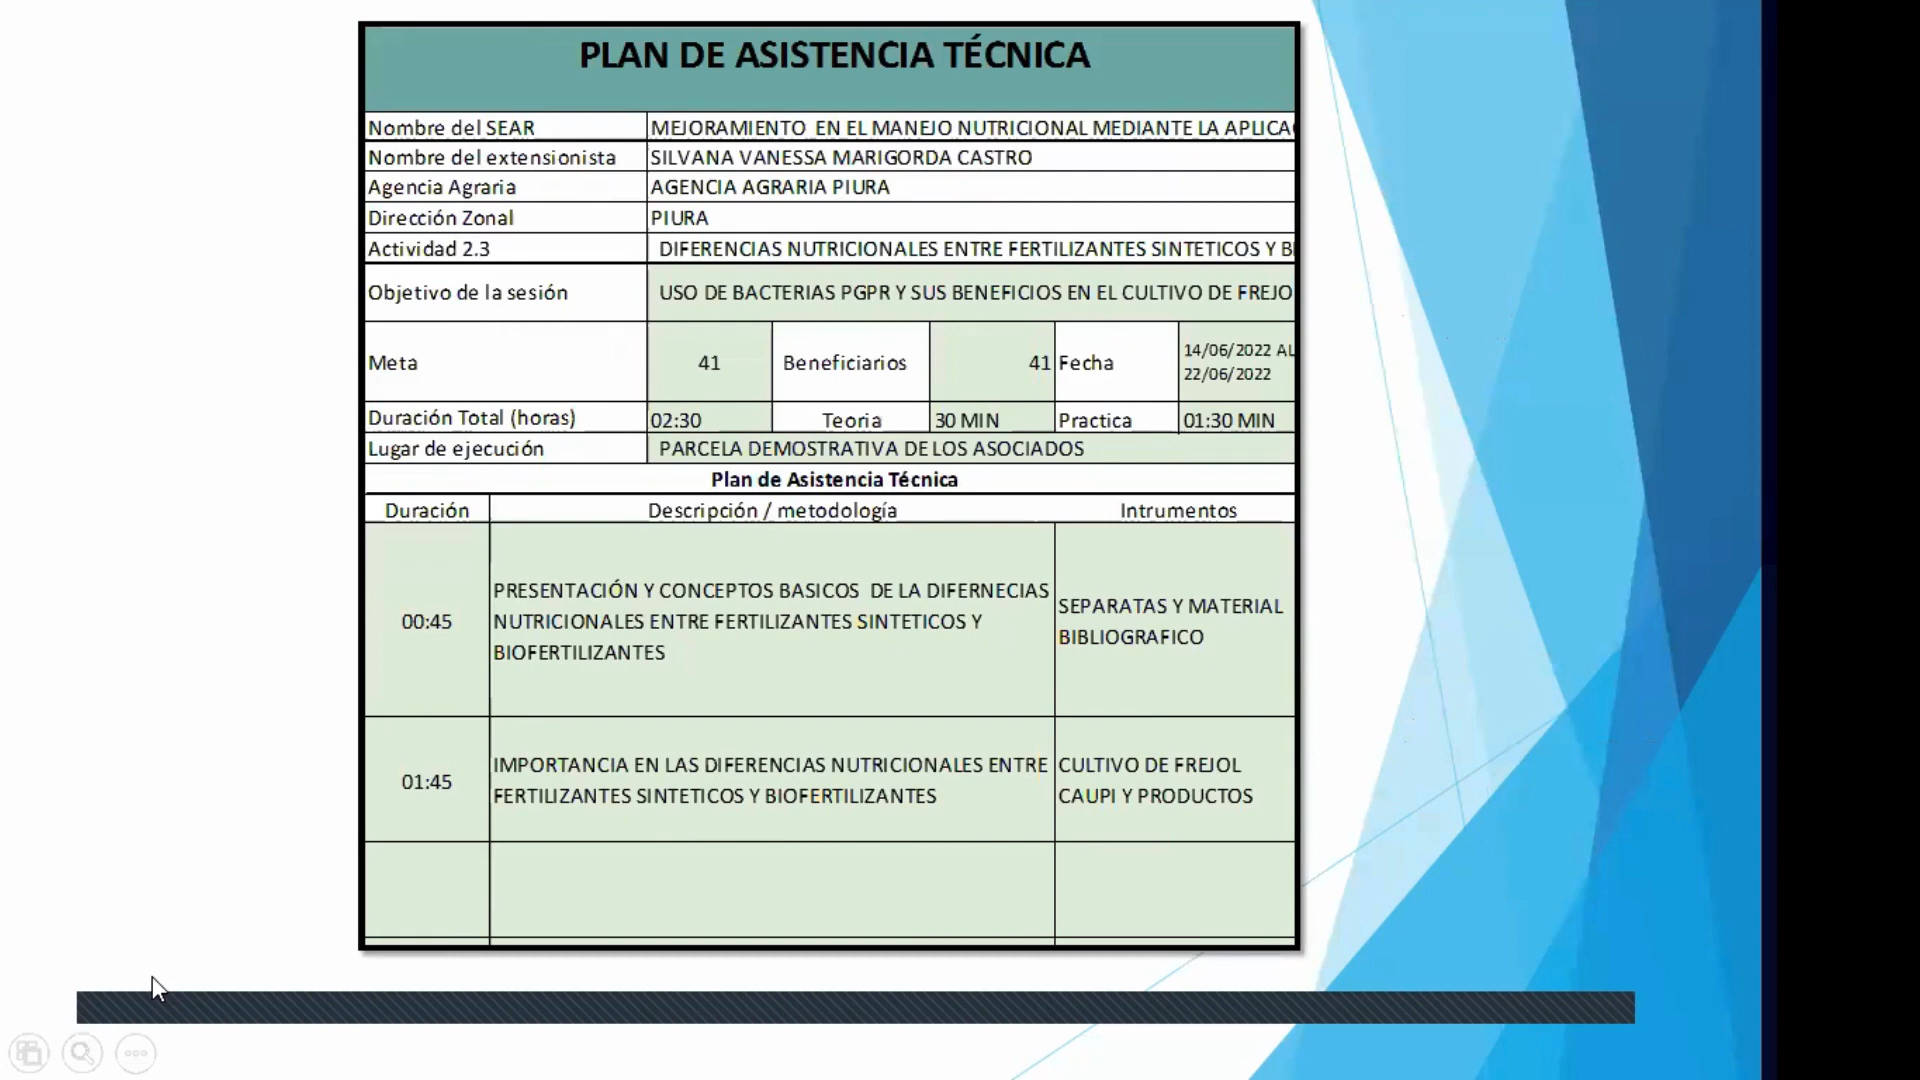 PLAN DE ASISTENCIA TÉCNICA
Nombre del SEAR MEJORAMIENTO EN EL MANEJO NUTRICIONAL MEDIANTE LA
Nombre del extensionista SILVANA VANESSA MARIGORDA CASTRO
Agencia Agraria AGENCIA AGRARIA PIURA
Dirección Zonal PIURA
Actividad 2.3 DIFERENCIAS NUTRICIONALES ENTRE FERTILIZANTES SINTETICOS Y
Objetivo de la sesión USO DE BACTERIAS PGPR Y SUS BENEFICIOS EN EL CULTIVO DE FREJO
Meta 41 Beneficiarios 41 Fecha 14/06/2022 AL
22/06/2022
Duración Total (horas) 02:30 Teoria 30 MIN Practica 01:30 MIN
Lugar de ejecución PARCELA DEMOSTRATIVA DE LOS ASOCIADOS
Plan de Asistencia Técnica
Duración Descripción / metodología Intrumentos
00:45
PRESENTACIÓN Y CONCEPTOS BASICOS DE LA DIFERNECIAS
NUTRICIONALES ENTRE FERTILIZANTES SINTETICOS Y
BIOFERTILIZANTES
SEPARATAS Y MATERIAL
BIBLIOGRAFICO
01:45
IMPORTANCIA EN LAS DIFERENCIAS NUTRICIONALES ENTRE
FERTILIZANTES SINTETICOS Y BIOFERTILIZANTES
CULTIVO DE FREJOL
CAUPI Y PRODUCTOS